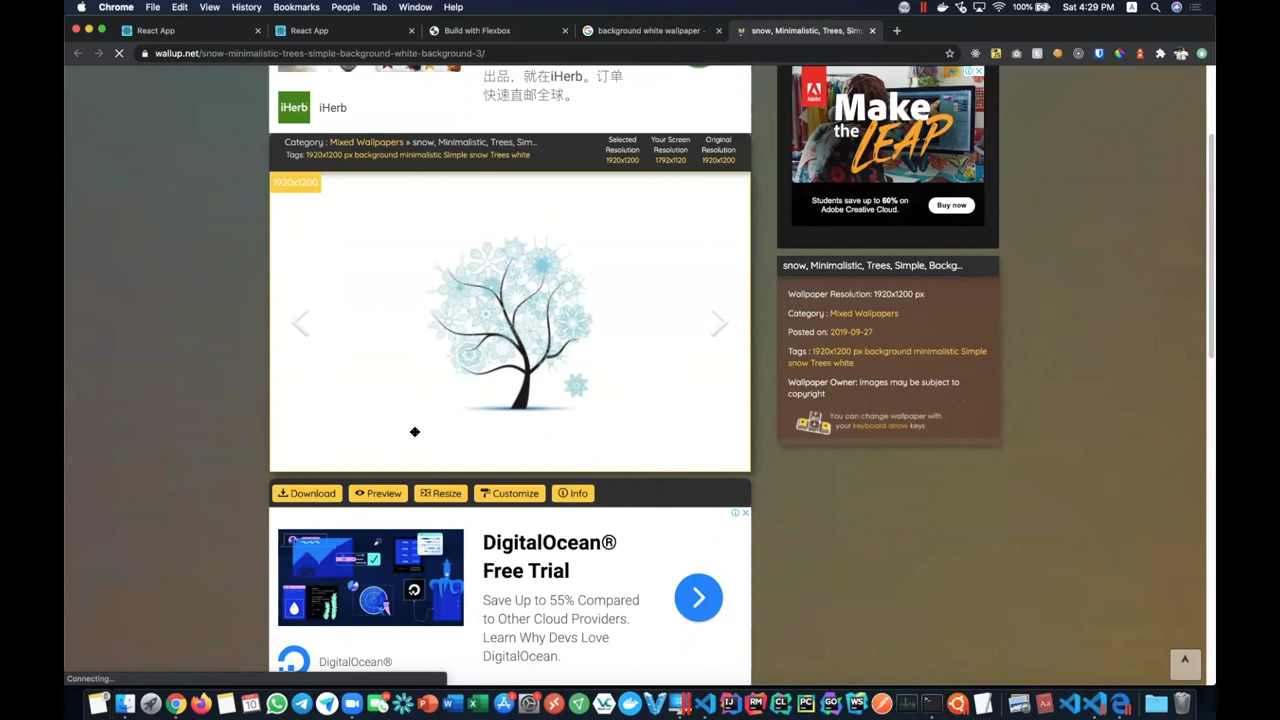 Chrome File Edit View History Bookmarks People Tab Window Help
100% Sat 4:29 PM
React App
React App
Build with Flexbox
background white wallpaper -
snow, Minimalistic, Trees, Sim
wallup.net/snow-minimalistic-trees-simple-background-white-background-3/
出品，就在iHerb。订单
快速直邮全球。
iHerb iHerb
Category : Mixed Wallpapers » snow, Minimalistic, Trees, Sim...
Tags: 1920x1200 px background minimalistic Simple snow Trees white
Selected Resolution 1920x1200
Your Screen Resolution 1792x1120
Original Resolution 1920x1200
1920x1200
Download Preview Resize Customize Info
DigitalOcean®
Free Trial
Save Up to 55% Compared
to Other Cloud Providers.
Learn Why Devs Love
DigitalOcean.
DigitalOcean®
Adobe
Make
the LEAP
Students save up to 60% on
Adobe Creative Cloud.
Buy now
snow, Minimalistic, Trees, Simple, Backg...
Wallpaper Resolution: 1920x1200 px
Category : Mixed Wallpapers
Posted on: 2019-09-27
Tags : 1920x1200 px background minimalistic Simple
snow Trees white
Wallpaper Owner: Images may be subject to
copyright
You can change wallpaper with
your keyboard arrow keys
Connecting...